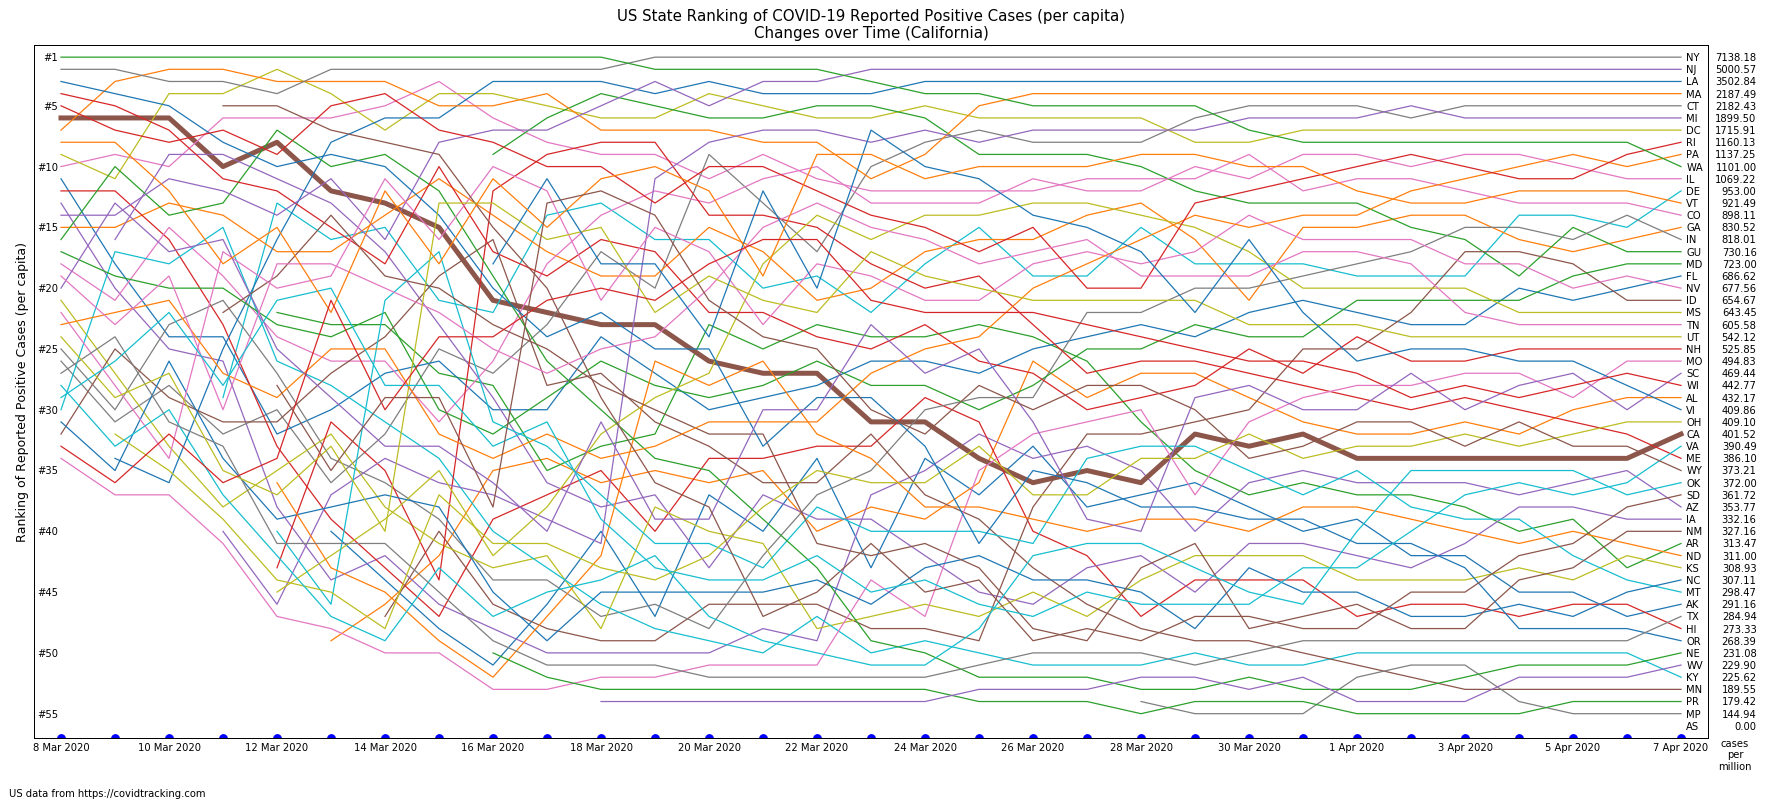 US State Ranking of COVID-19 Reported Positive Cases (per capita)
Changes over Time (California)
Ranking of Reported Positive Cases (per capita)
#1
#5
#10
#15
#20
#25
#30
#35
#40
#45
#50
#55
NY 7138.18
NJ 5000.57
LA 3502.84
MA 2187.49
CT 2182.43
MI 1899.50
DC 1715.91
RI 1160.13
PA 1137.25
WA 1101.00
IL 1069.22
DE 953.00
VT 921.49
CO 898.11
GA 830.52
IN 818.01
GU 730.16
MD 723.00
FL 686.62
NV 677.56
ID 654.67
MS 643.45
TN 605.58
UT 542.12
NH 525.85
MO 494.83
SC 469.44
WI 442.77
AL 432.17
VI 409.86
OH 409.10
CA 401.52
VA 390.49
ME 386.10
WY 373.21
OK 372.00
SD 361.72
AZ 353.77
IA 332.16
NM 327.16
AR 313.47
ND 311.00
KS 308.93
NC 307.11
MT 298.47
AK 291.16
TX 284.94
HI 273.33
OR 268.39
NE 231.08
WV 229.90
KY 225.62
MN 189.55
PR 179.42
MP 144.94
AS 0.00
8 Mar 2020 10 Mar 2020 12 Mar 2020 14 Mar 2020 16 Mar 2020 18 Mar 2020 20 Mar 2020 22 Mar 2020 24 Mar 2020 26 Mar 2020 28 Mar 2020 30 Mar 2020 1 Apr 2020 3 Apr 2020 5 Apr 2020 7 Apr 2020
cases
per
million
US data from https://covidtracking.com